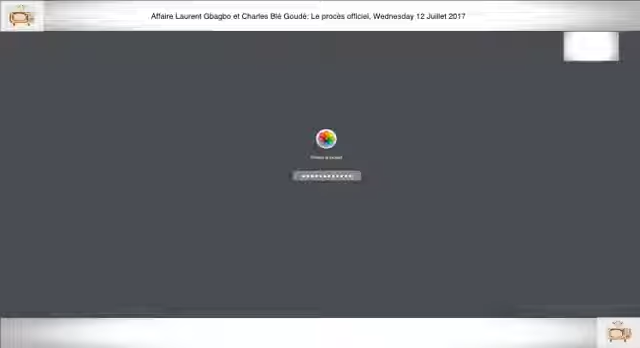 Affaire Laurent Gbagbo et Charles Blé Goudé: Le procès officiel, Wednesday 12 Juillet 2017